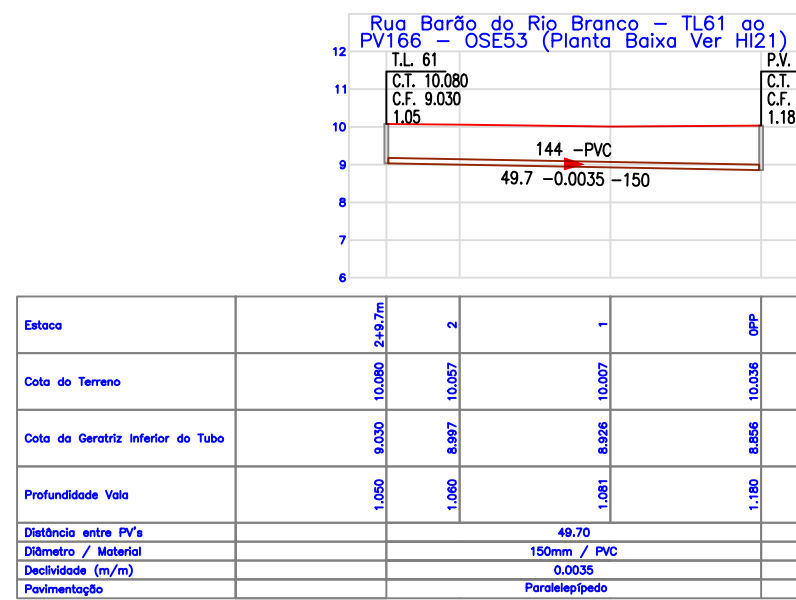 Rua Barão do Rio Branco – TL61 ao
PV166 – OSE53 (Planta Baixa Ver HI21)
12
11
10
9
8
7
6
T.L. 61
C.T. 10.080
C.F. 9.030
1.05
P.V.
C.T.
C.F.
1.18
144 –PVC
49.7 –0.0035 –150
Estaca 2+9.7m 2 1 0PP
Cota do Terreno 10.080 10.057 10.007 10.036
Cota da Geratriz Inferior do Tubo 9.030 8.997 8.926 8.856
Profundidade Vala 1.050 1.060 1.081 1.180
Distância entre PV's 49.70
Diâmetro / Material 150mm / PVC
Declividade (m/m) 0.0035
Pavimentação Paralelepípedo